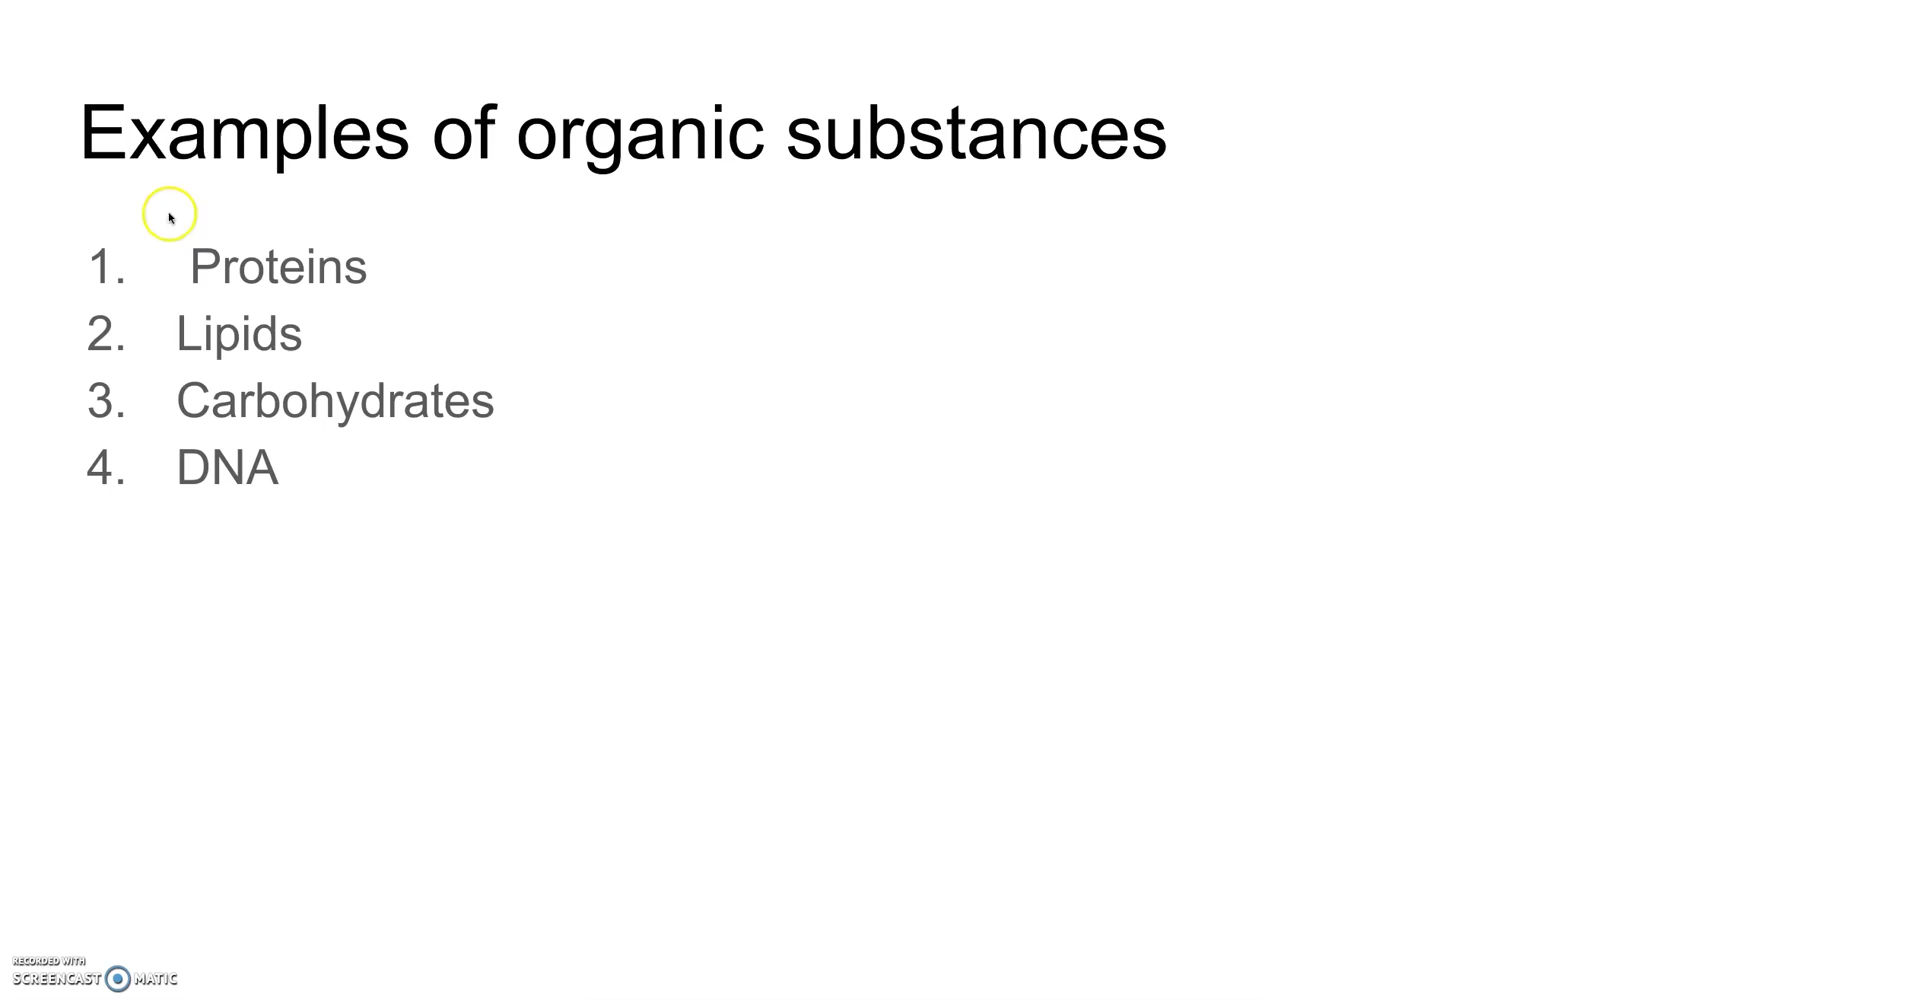 Examples of organic substances
1. Proteins
2. Lipids
3. Carbohydrates
4. DNA
RECORDED WITH
SCREENCAST MATIC